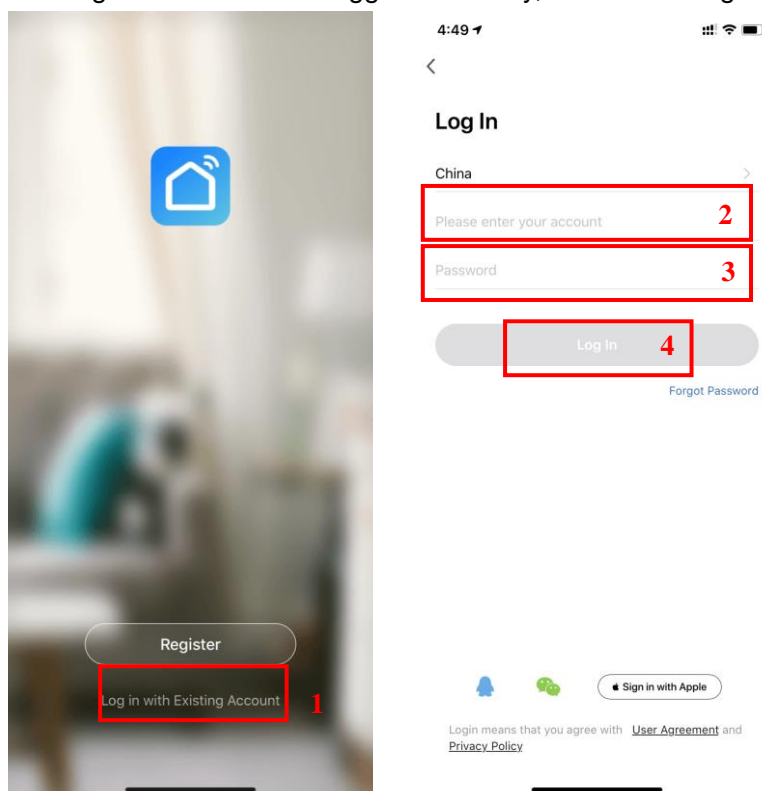 Register
Log in with Existing Account
1
4:49
Log In
China
Please enter your account
2
Password
3
Log In
4
Forgot Password
Sign in with Apple
Login means that you agree with User Agreement and
Privacy Policy